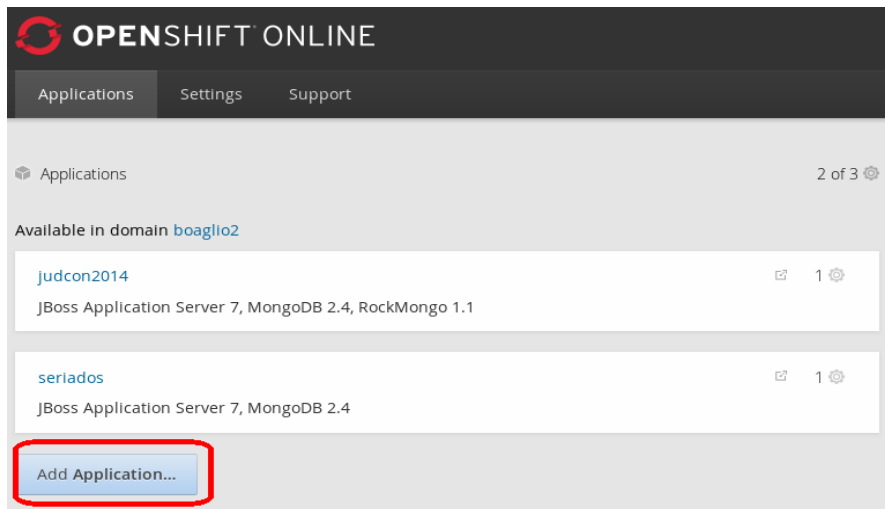 OPENSHIFT ONLINE
Applications Settings Support
Applications 2 of 3
Available in domain boaglio2
judcon2014 1
JBoss Application Server 7, MongoDB 2.4, RockMongo 1.1
seriados 1
JBoss Application Server 7, MongoDB 2.4
Add Application...